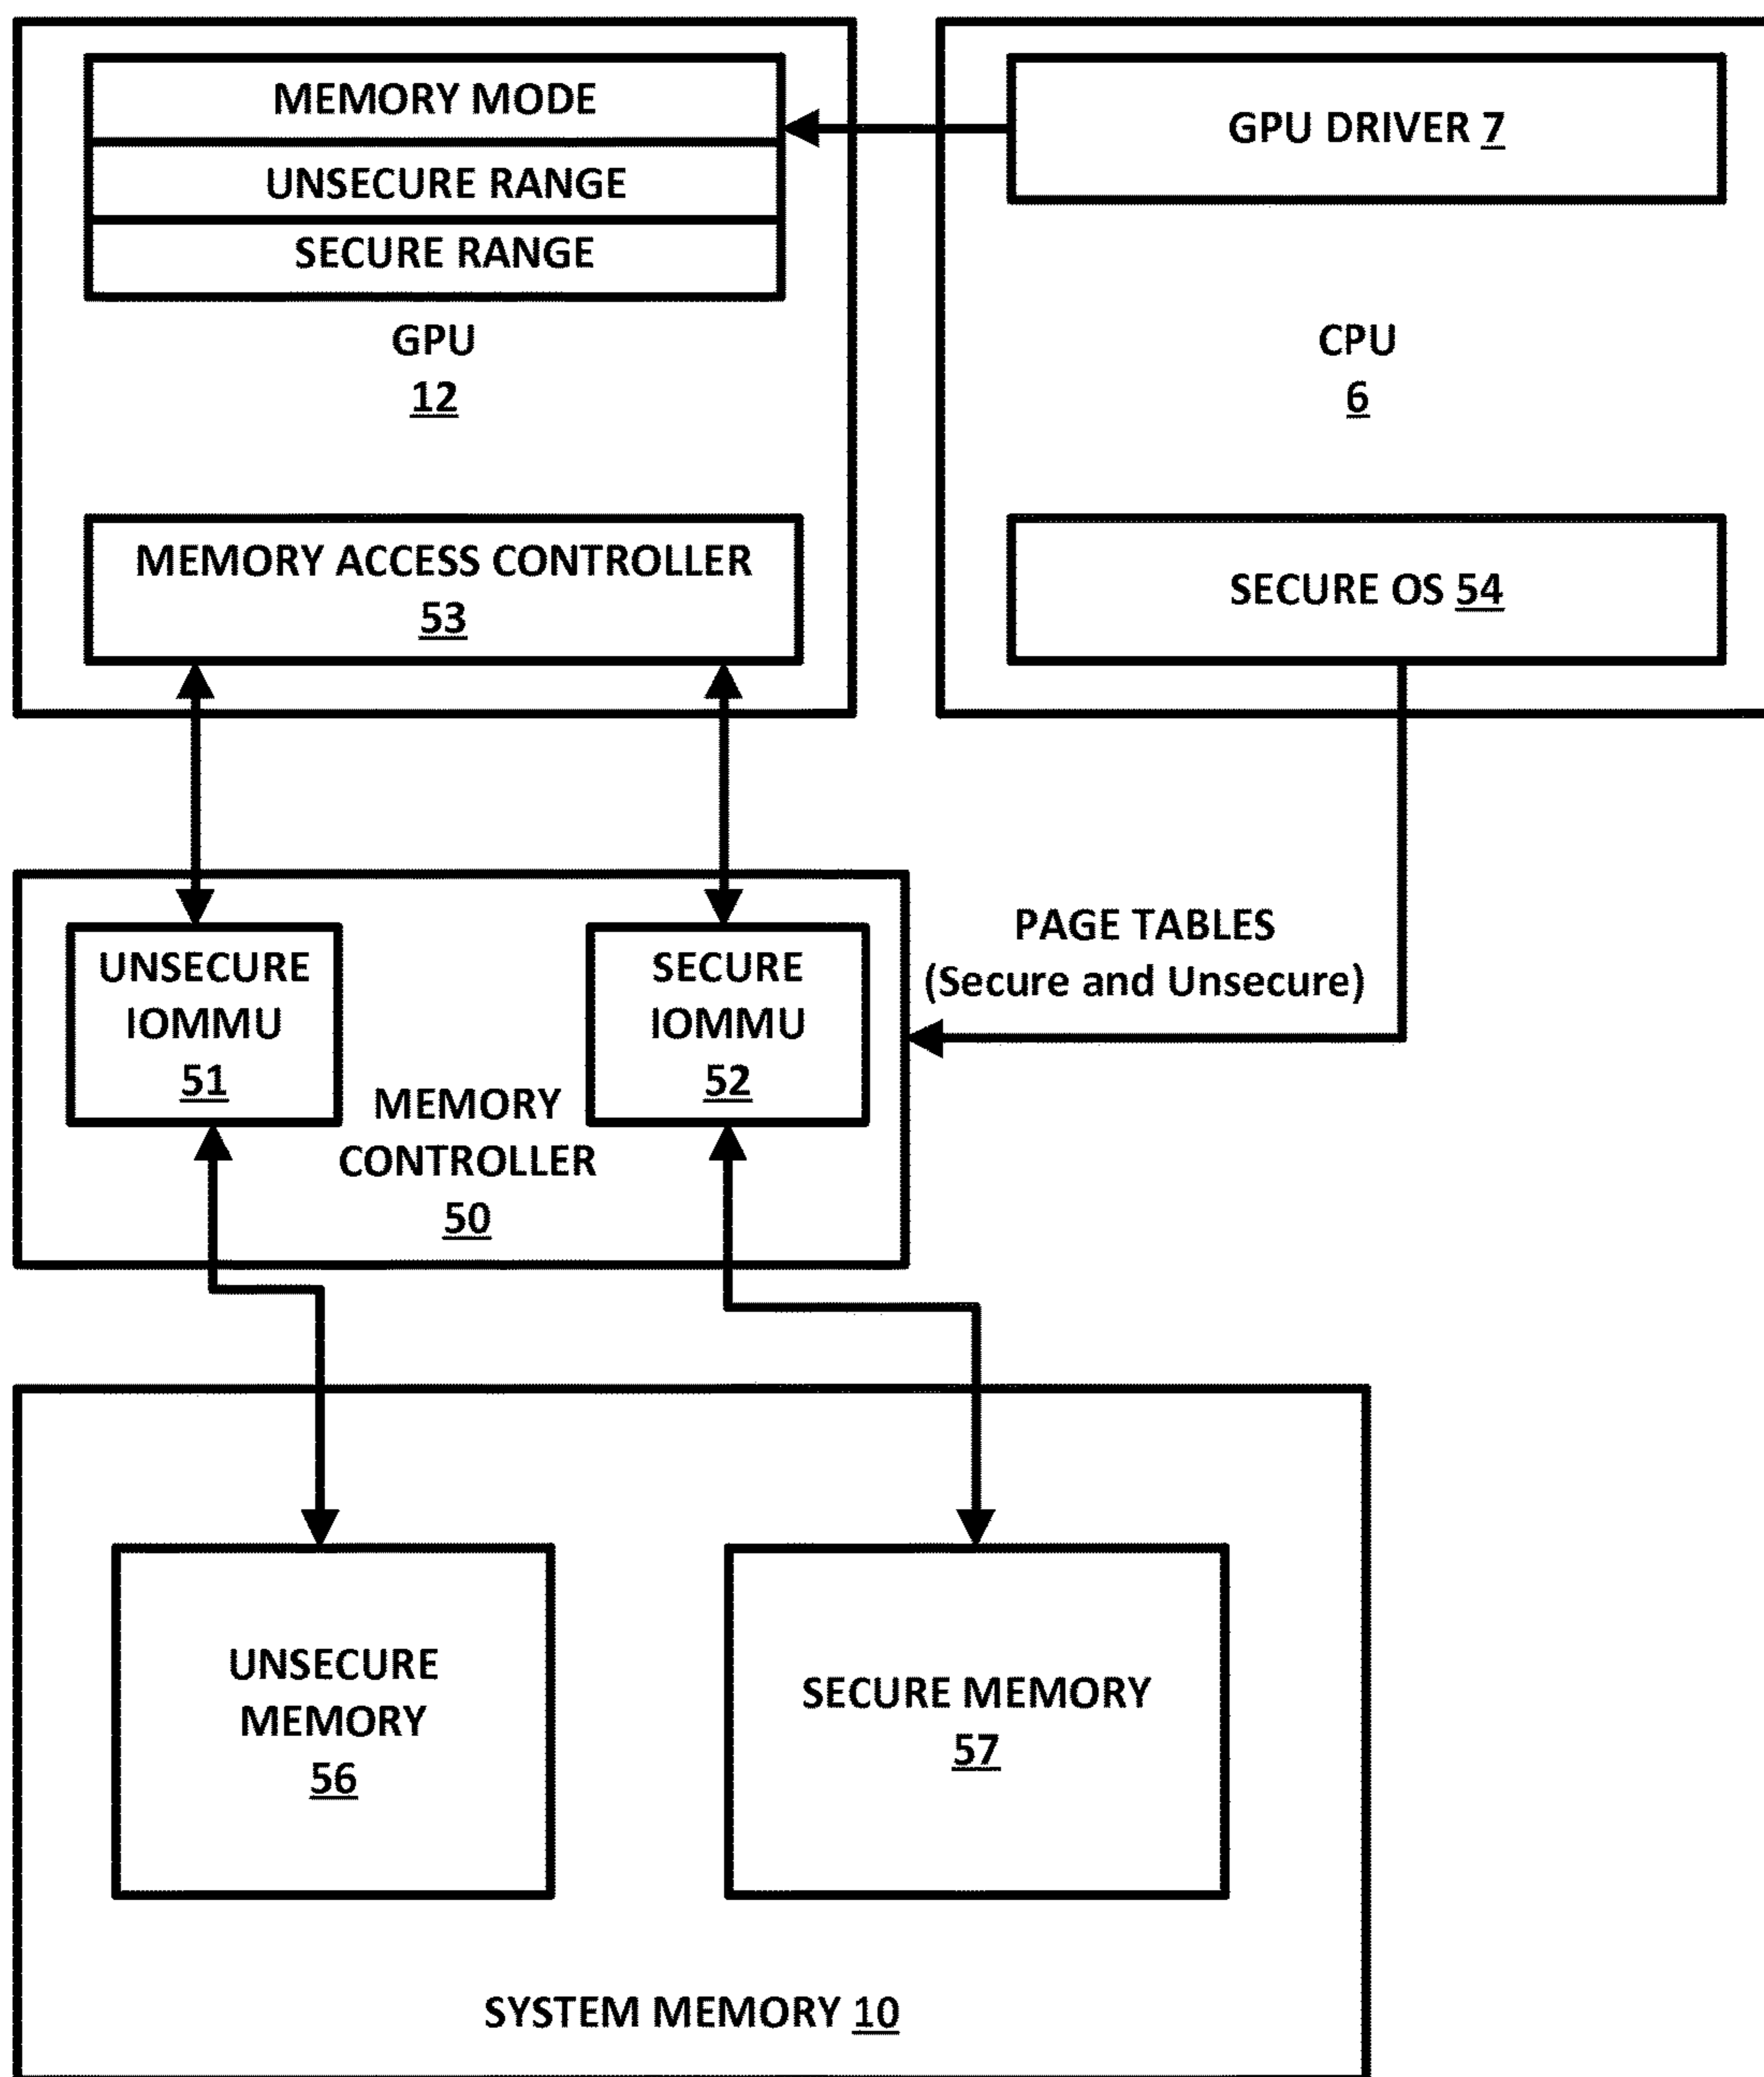 MEMORY MODE
UNSECURE RANGE
SECURE RANGE
GPU
12
GPU DRIVER 7
CPU
6
MEMORY ACCESS CONTROLLER
53
SECURE OS 54
UNSECURE
IOMMU
51
SECURE
IOMMU
52
MEMORY
CONTROLLER
50
PAGE TABLES
(Secure and Unsecure)
UNSECURE
MEMORY
56
SECURE MEMORY
57
SYSTEM MEMORY 10